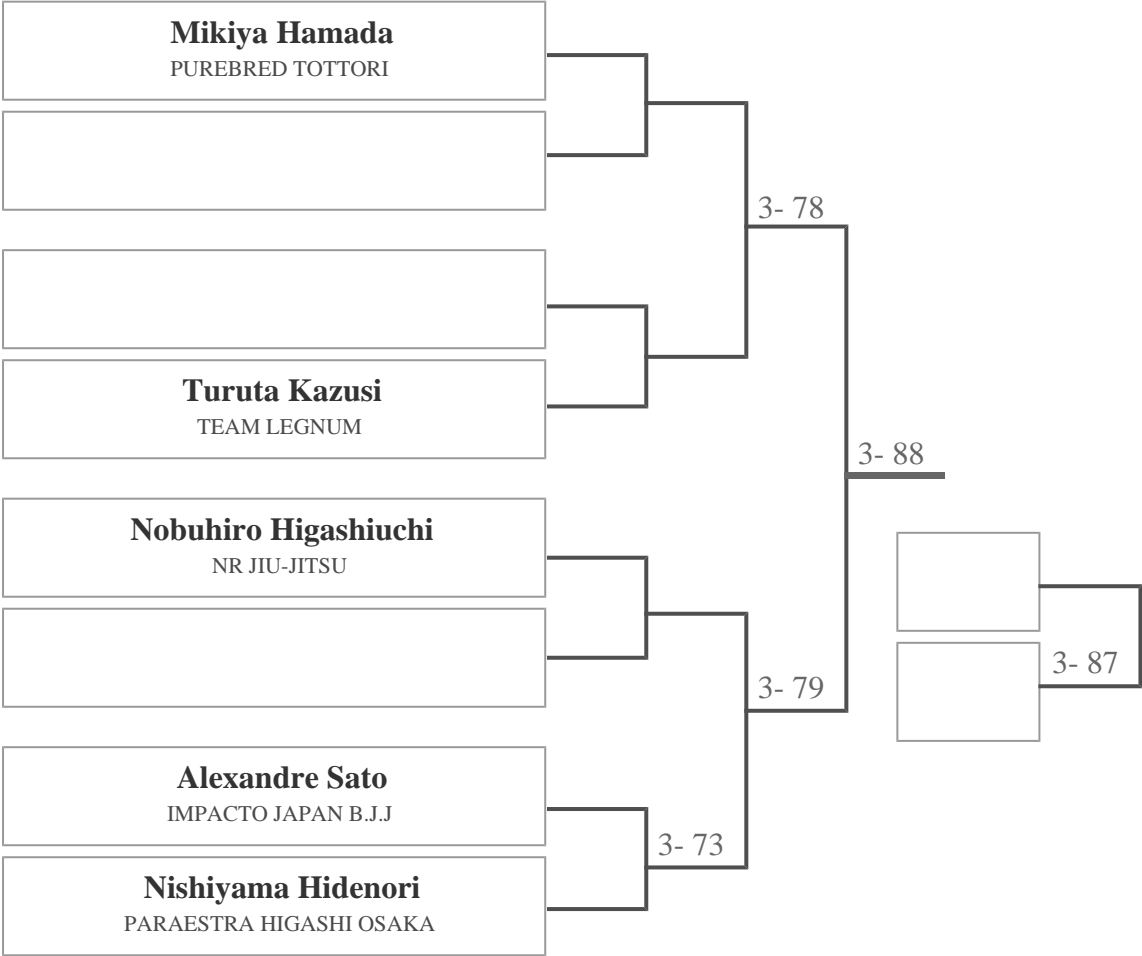 Mikiya Hamada
PUREBRED TOTTORI
3- 78
Turuta Kazusi
TEAM LEGNUM
3- 88
Nobuhiro Higashiuchi
NR JIU-JITSU
3- 87
3- 79
Alexandre Sato
IMPACTO JAPAN B.J.J
3- 73
Nishiyama Hidenori
PARAESTRA HIGASHI OSAKA